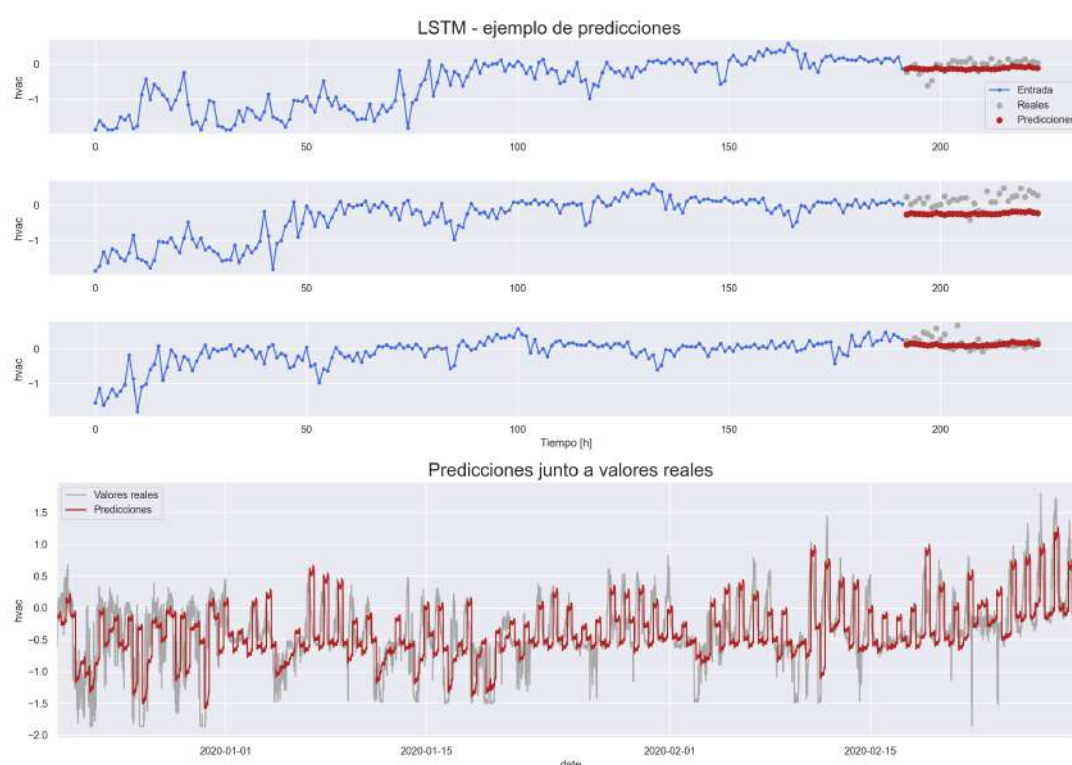 LSTM - ejemplo de predicciones
hvac
0
−1
Entrada
Reales
Predicciones
0
50
100
150
200
hvac
0
−1
0
50
100
150
200
hvac
0
−1
0
50
100
150
200
Tiempo [h]
Predicciones junto a valores reales
Valores reales
Predicciones
hvac
1.5
1.0
0.5
0.0
−0.5
−1.0
−1.5
−2.0
2020-01-01
2020-01-15
2020-02-01
2020-02-15
date